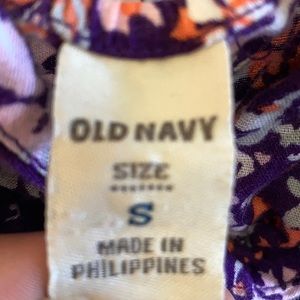 OLD NAVY
SIZE
S
MADE IN
PHILIPPINES